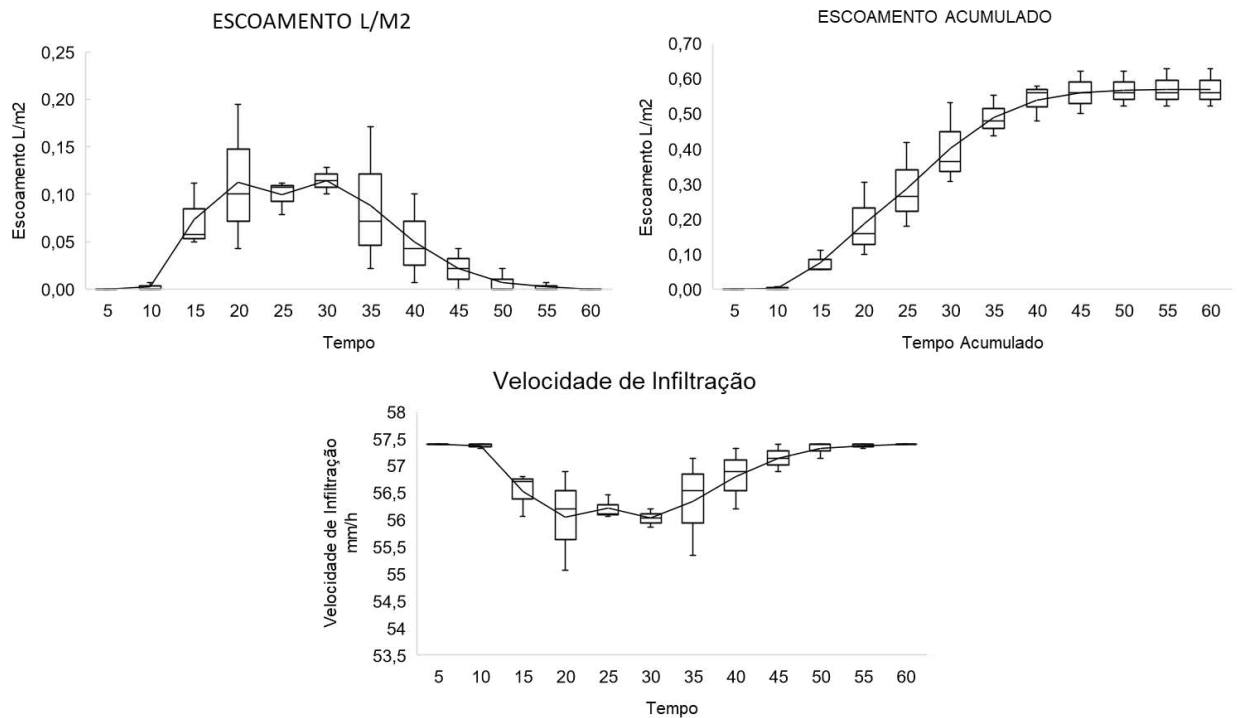 ESCOAMENTO L/M2
0,25
0,20
0,15
0,10
0,05
0,00
Escoamento L/m2
5 10 15 20 25 30 35 40 45 50 55 60
Tempo
ESCOAMENTO ACUMULADO
0,70
0,60
0,50
0,40
0,30
0,20
0,10
0,00
Escoamento L/m2
5 10 15 20 25 30 35 40 45 50 55 60
Tempo Acumulado
Velocidade de Infiltração
58
57,5
57
56,5
56
55,5
55
54,5
54
53,5
Velocidade de Infiltração
mm/h
5 10 15 20 25 30 35 40 45 50 55 60
Tempo